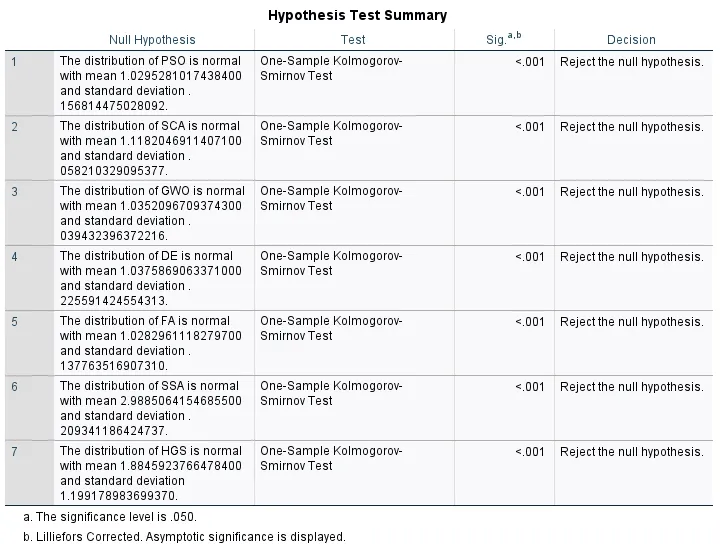 Hypothesis Test Summary
Null Hypothesis Test Sig.a,b Decision
1 The distribution of PSO is normal One-Sample Kolmogorov- <.001 Reject the null hypothesis.
with mean 1.0295281017438400 Smirnov Test
and standard deviation .
156814475028092.
2 The distribution of SCA is normal One-Sample Kolmogorov- <.001 Reject the null hypothesis.
with mean 1.1182046911407100 Smirnov Test
and standard deviation .
058210329095377.
3 The distribution of GWO is normal One-Sample Kolmogorov- <.001 Reject the null hypothesis.
with mean 1.0352096709374300 Smirnov Test
and standard deviation .
039432396372216.
4 The distribution of DE is normal One-Sample Kolmogorov- <.001 Reject the null hypothesis.
with mean 1.0375869063371000 Smirnov Test
and standard deviation .
225591424554313.
5 The distribution of FA is normal One-Sample Kolmogorov- <.001 Reject the null hypothesis.
with mean 1.0282961118279700 Smirnov Test
and standard deviation .
137763516907310.
6 The distribution of SSA is normal One-Sample Kolmogorov- <.001 Reject the null hypothesis.
with mean 2.9885064154685500 Smirnov Test
and standard deviation .
209341186424737.
7 The distribution of HGS is normal One-Sample Kolmogorov- <.001 Reject the null hypothesis.
with mean 1.8845923766478400 Smirnov Test
and standard deviation
1.199178983699370.
a. The significance level is .050.
b. Lilliefors Corrected. Asymptotic significance is displayed.